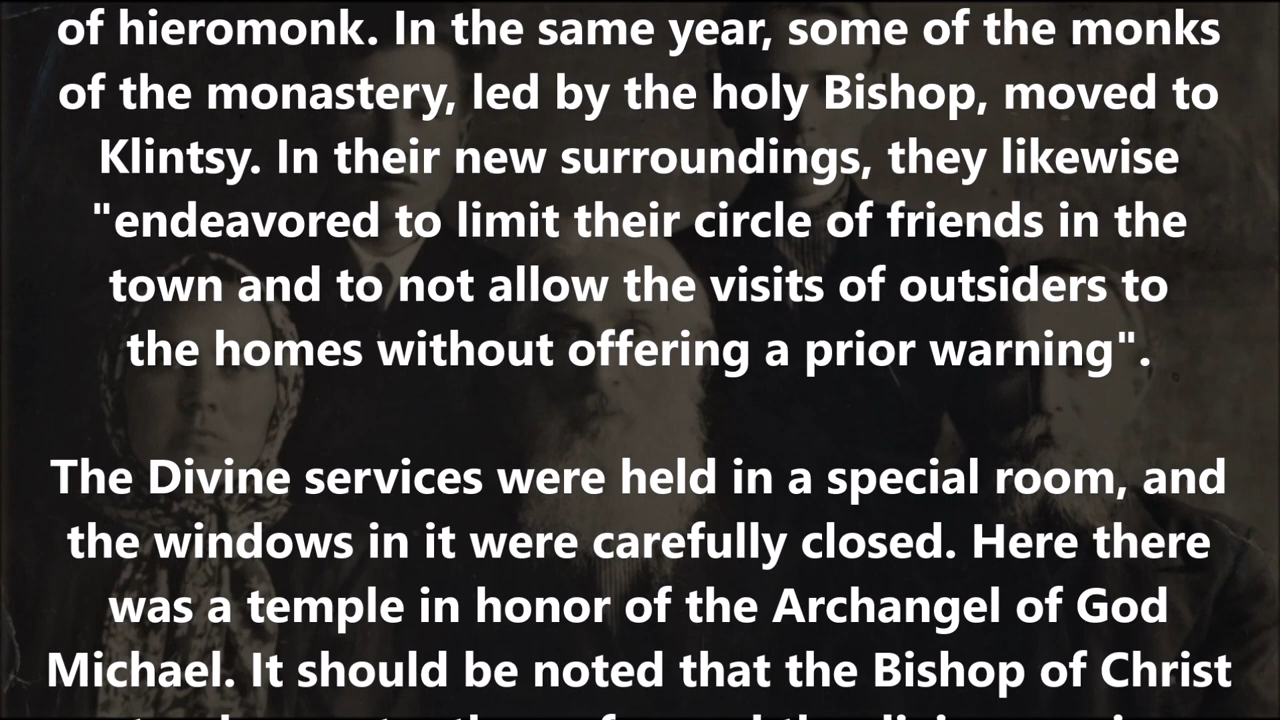 of hieromonk. In the same year, some of the monks
of the monastery, led by the holy Bishop, moved to
Klintsy. In their new surroundings, they likewise
"endeavored to limit their circle of friends in the
town and to not allow the visits of outsiders to
the homes without offering a prior warning".
The Divine services were held in a special room, and
the windows in it were carefully closed. Here there
was a temple in honor of the Archangel of God
Michael. It should be noted that the Bishop of Christ